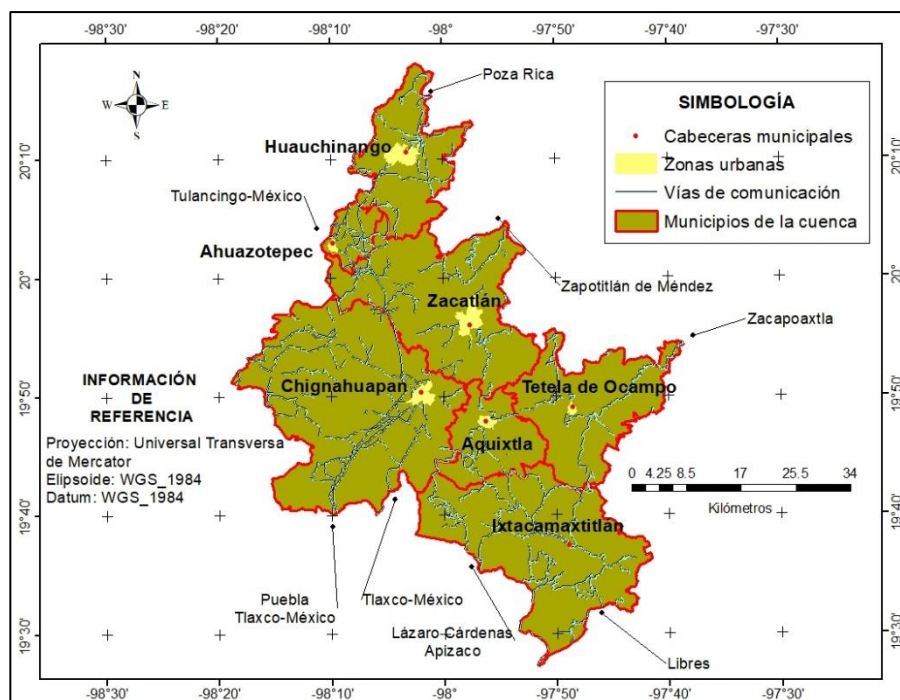 -98°30' -98°20' -98°10' -98° -97°50' -97°40' -97°30'
N
W E
S
Poza Rica
SIMBOLOGÍA
Cabeceras municipales
Zonas urbanas
Vías de comunicación
Municipios de la cuenca
Huauchinango
20°10' 20°10'
Tulancingo-México
Ahuazotepec
20° 20°
Zapotitlán de Méndez
Zacatlán
Zacapoaxtla
19°50' 19°50'
Chignahuapan
Tetela de Ocampo
Aquixtla
INFORMACIÓN
DE
REFERENCIA
Proyección: Universal Transversa
de Mercator
Elipsoide: WGS_1984
Datum: WGS_1984
0 4.25 8.5 17 25.5 34
Kilómetros
19°40' 19°40'
Ixtacamaxtitlán
Puebla
Tlaxco-México
Tlaxco-México
Lázaro Cárdenas
Apizaco
Libres
19°30' 19°30'
-98°30' -98°20' -98°10' -98° -97°50' -97°40' -97°30'